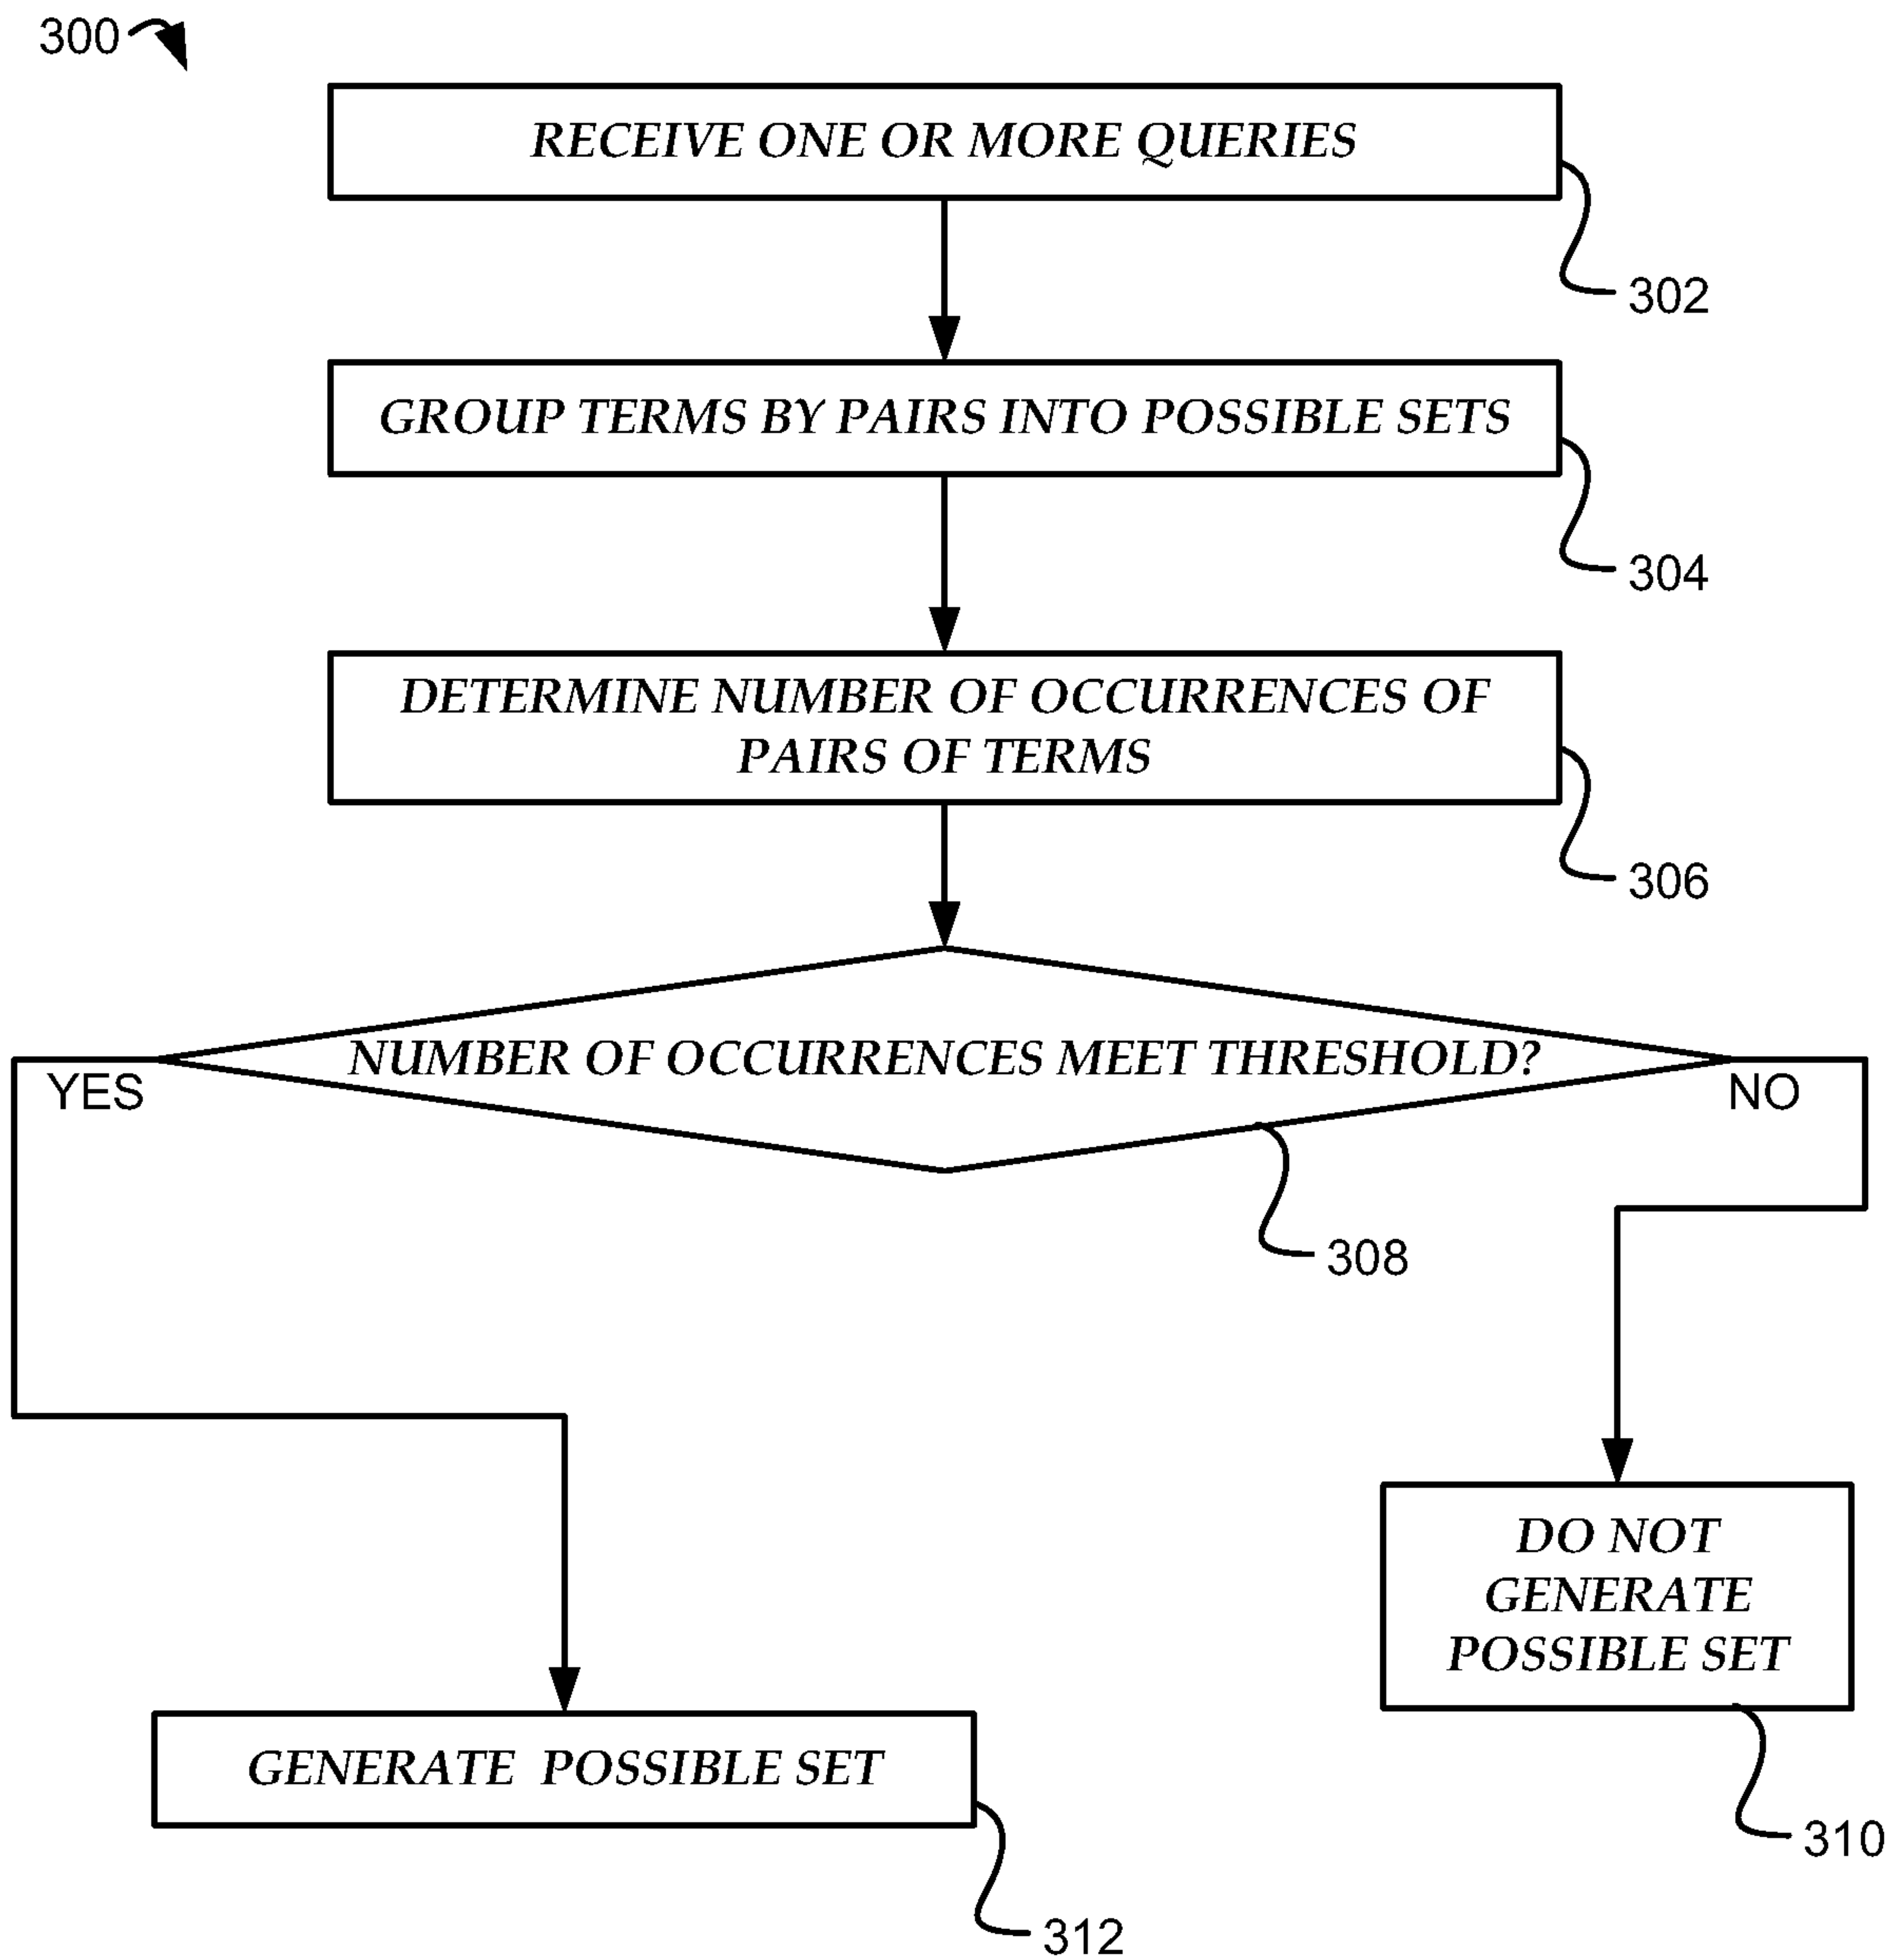 300
RECEIVE ONE OR MORE QUERIES
302
GROUP TERMS BY PAIRS INTO POSSIBLE SETS
304
DETERMINE NUMBER OF OCCURRENCES OF
PAIRS OF TERMS
306
NUMBER OF OCCURRENCES MEET THRESHOLD?
YES
NO
308
DO NOT
GENERATE
POSSIBLE SET
310
GENERATE POSSIBLE SET
312